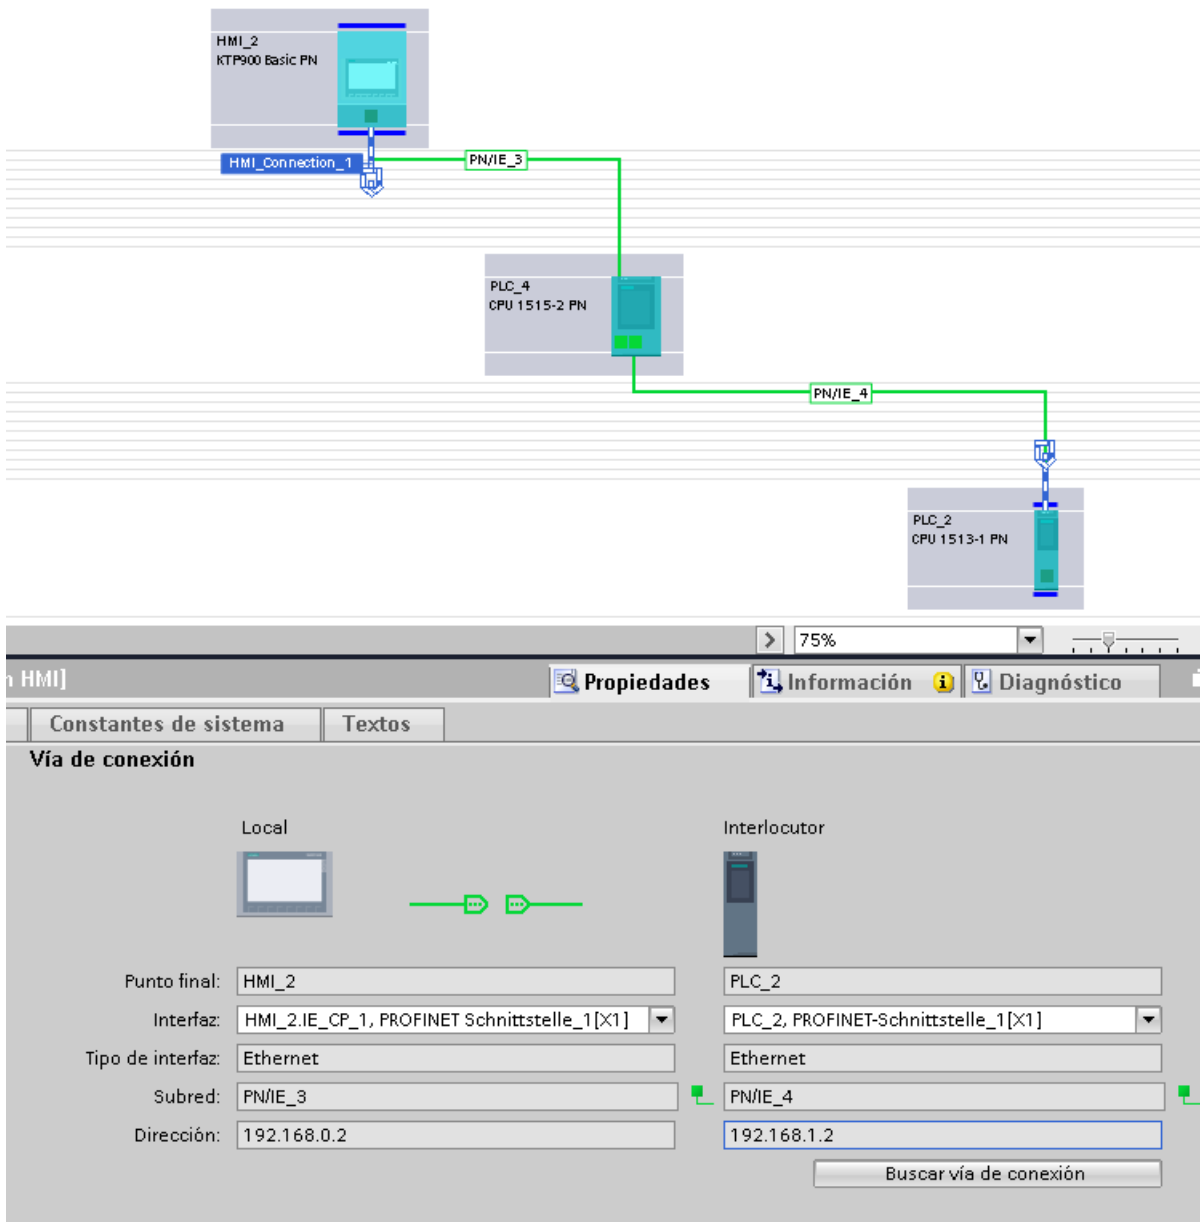 HMI_2
KTP900 Basic PN
HMI_Connection_1
PN/IE_3
PLC_4
CPU 1515-2 PN
PN/IE_4
PLC_2
CPU 1513-1 PN
75%
n HMI]
Propiedades
Información
Diagnóstico
Constantes de sistema
Textos
Vía de conexión
Local
Interlocutor
Punto final: HMI_2 PLC_2
Interfaz: HMI_2.IE_CP_1, PROFINET Schnittstelle_1[X1] PLC_2, PROFINET-Schnittstelle_1[X1]
Tipo de interfaz: Ethernet Ethernet
Subred: PN/IE_3 PN/IE_4
Dirección: 192.168.0.2 192.168.1.2
Buscar vía de conexión